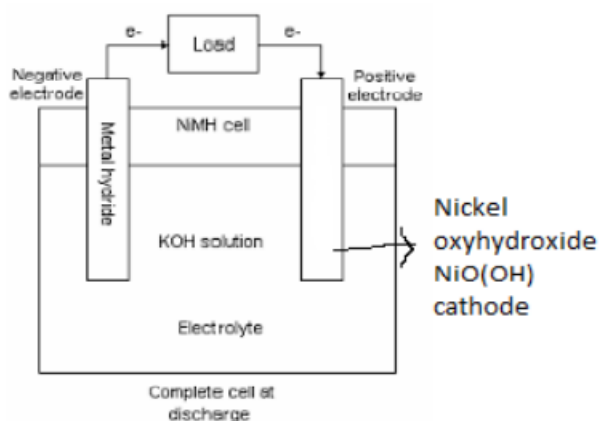 e-
Load
e-
Negative
electrode
Positive
electrode
NiMH cell
Metal hydride
KOH solution
Nickel
oxyhydroxide
NiO(OH)
cathode
Electrolyte
Complete cell at
discharge